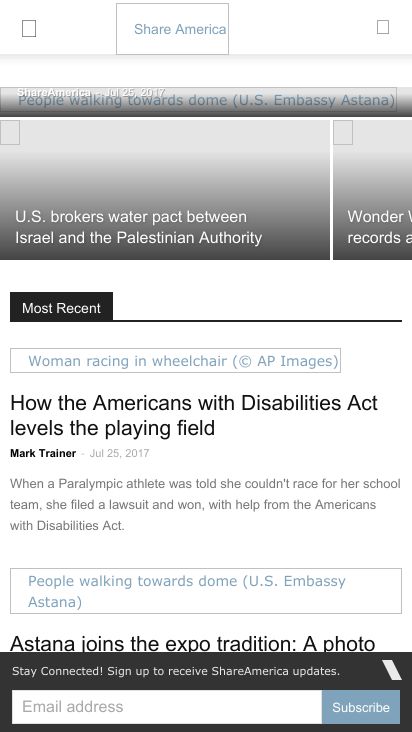 Share America
ShareAmerica - Jul 25, 2017
People walking towards dome (U.S. Embassy Astana)
U.S. brokers water pact between
Israel and the Palestinian Authority
Wonder
records a
Most Recent
Woman racing in wheelchair (© AP Images)
How the Americans with Disabilities Act
levels the playing field
Mark Trainer - Jul 25, 2017
When a Paralympic athlete was told she couldn't race for her school
team, she filed a lawsuit and won, with help from the Americans
with Disabilities Act.
People walking towards dome (U.S. Embassy
Astana)
Astana joins the expo tradition: A photo
Stay Connected! Sign up to receive ShareAmerica updates.
Email address
Subscribe